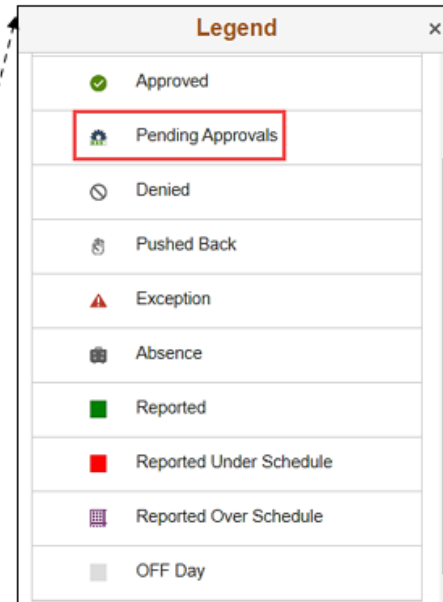 Legend
×
Approved
Pending Approvals
Denied
Pushed Back
Exception
Absence
Reported
Reported Under Schedule
Reported Over Schedule
OFF Day